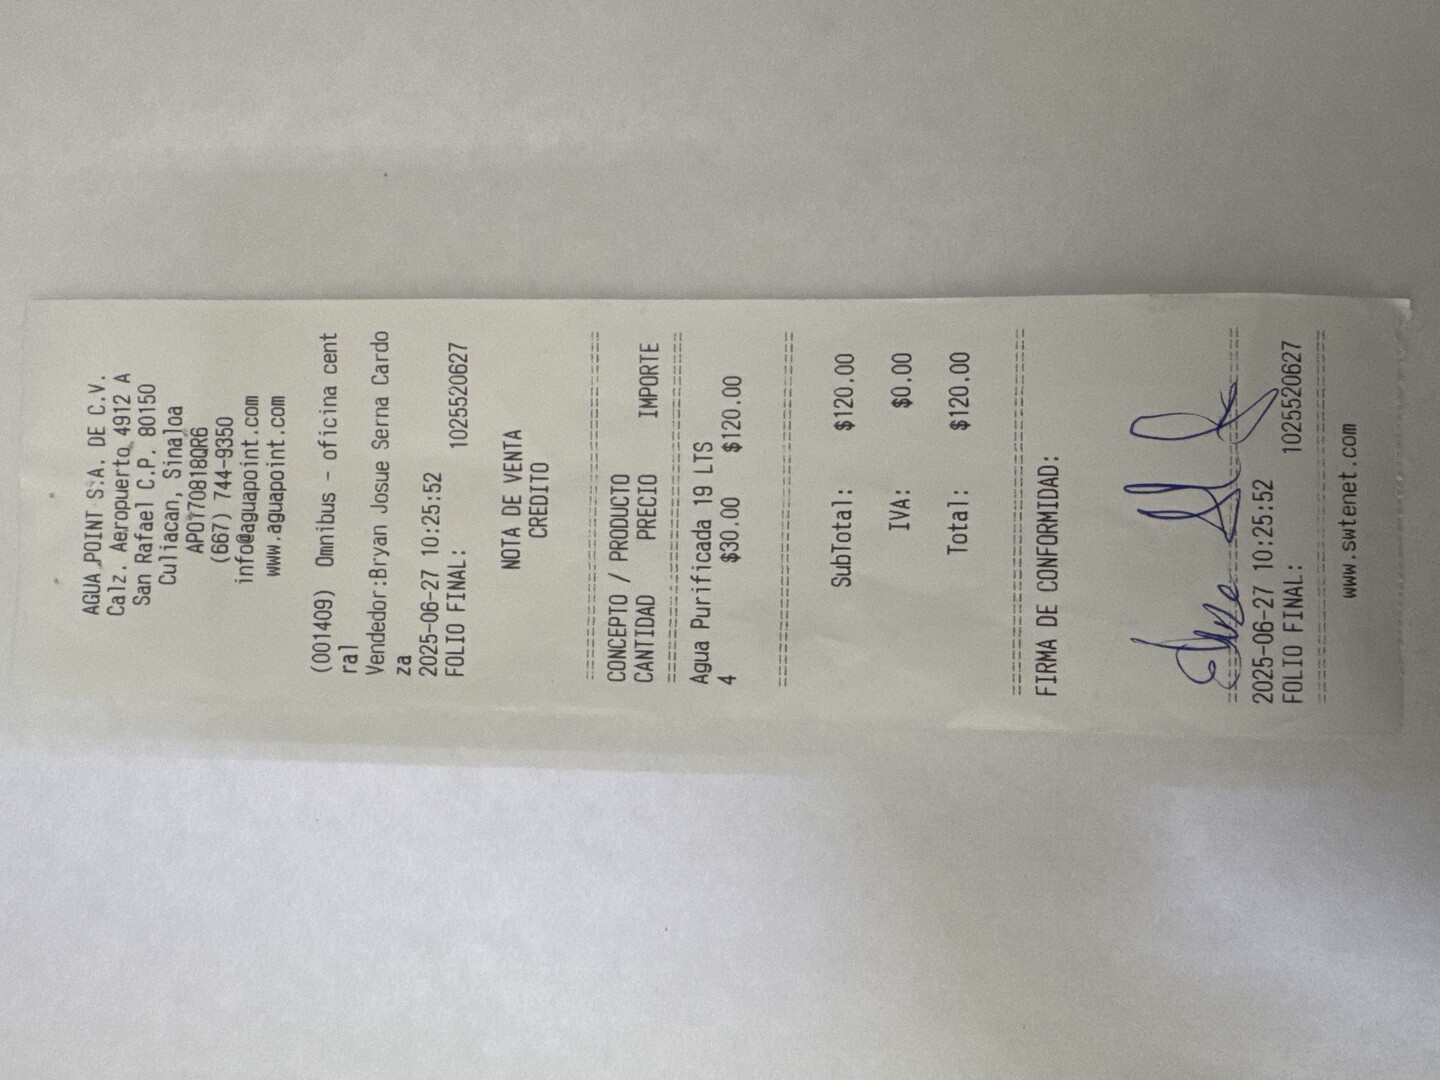 AGUA POINT S.A. DE C.V.
Calz. Aeropuerto 4912 A
San Rafael C.P. 80150
Culiacan, Sinaloa
APO770818QR6
(667) 744-9350
info@aguapoint.com
www.aguapoint.com
(001409) Omnibus - oficina cent
ral
Vendedor:Bryan Josue Serna Cardo
za
2025-06-27 10:25:52
FOLIO FINAL: 1025520627
NOTA DE VENTA
CREDITO
================================
CONCEPTO / PRODUCTO
CANTIDAD PRECIO IMPORTE
================================
Agua Purificada 19 LTS
4 $30.00 $120.00
================================
SubTotal: $120.00
IVA: $0.00
Total: $120.00
================================
FIRMA DE CONFORMIDAD:
================================
2025-06-27 10:25:52
FOLIO FINAL: 1025520627
================================
www.swtenet.com